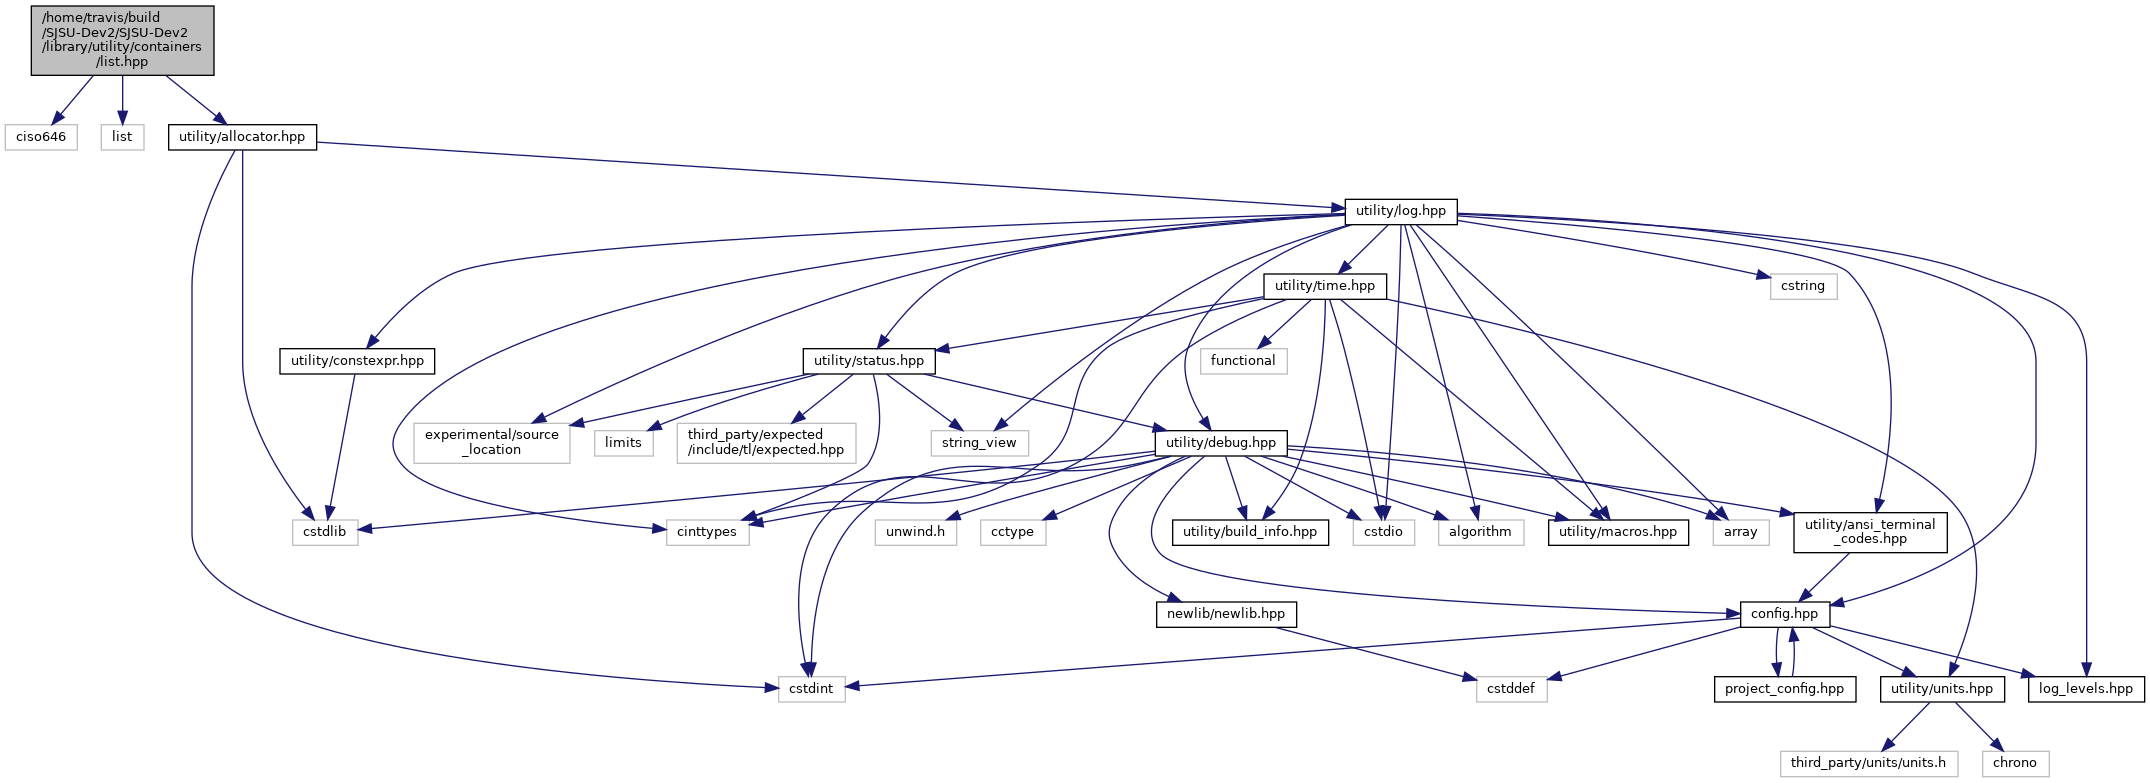 /home/travis/build
/SJSU-Dev2/SJSU-Dev2
/library/utility/containers
/list.hpp
ciso646
list
utility/allocator.hpp
utility/log.hpp
utility/time.hpp
cstring
utility/constexpr.hpp
utility/status.hpp
functional
experimental/source
_location
limits
third_party/expected
/include/tl/expected.hpp
string_view
utility/debug.hpp
cstdlib
cinttypes
unwind.h
cctype
utility/build_info.hpp
cstdio
algorithm
utility/macros.hpp
array
utility/ansi_terminal
_codes.hpp
newlib/newlib.hpp
config.hpp
cstdint
cstddef
project_config.hpp
utility/units.hpp
log_levels.hpp
third_party/units/units.h
chrono